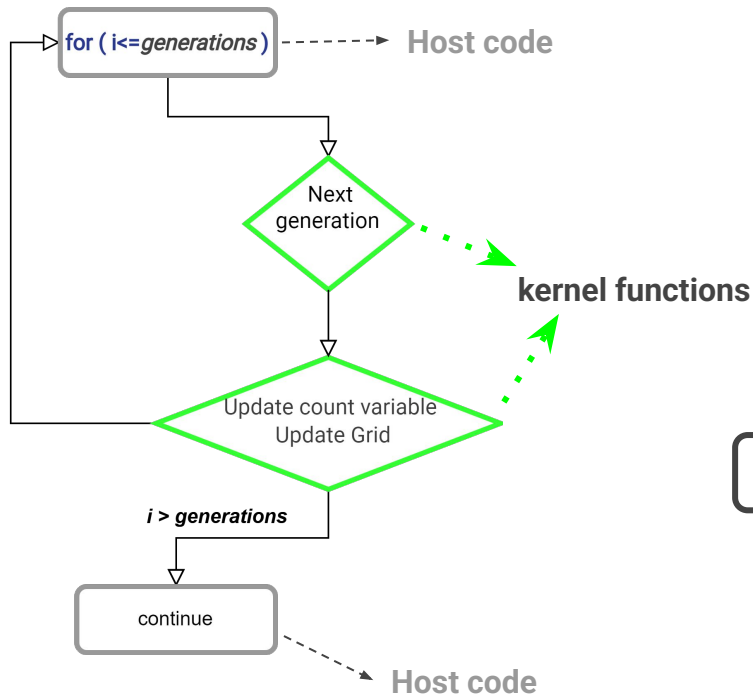 for ( i<=generations )
Host code
Next
generation
kernel functions
Update count variable
Update Grid
i > generations
continue
Host code